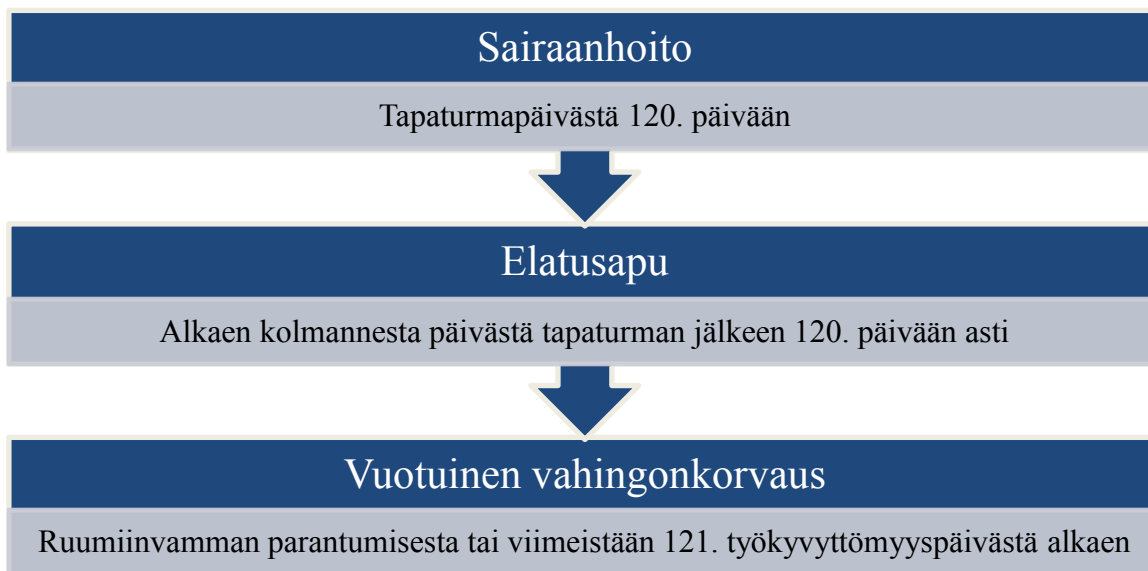 Sairaanhoito
Tapaturmapäivästä 120. päivään
Elatusapu
Alkaen kolmannesta päivästä tapaturman jälkeen 120. päivään asti
Vuotuinen vahingonkorvaus
Ruumiinvamman parantumisesta tai viimeistään 121. työkyvyttömyyspäivästä alkaen